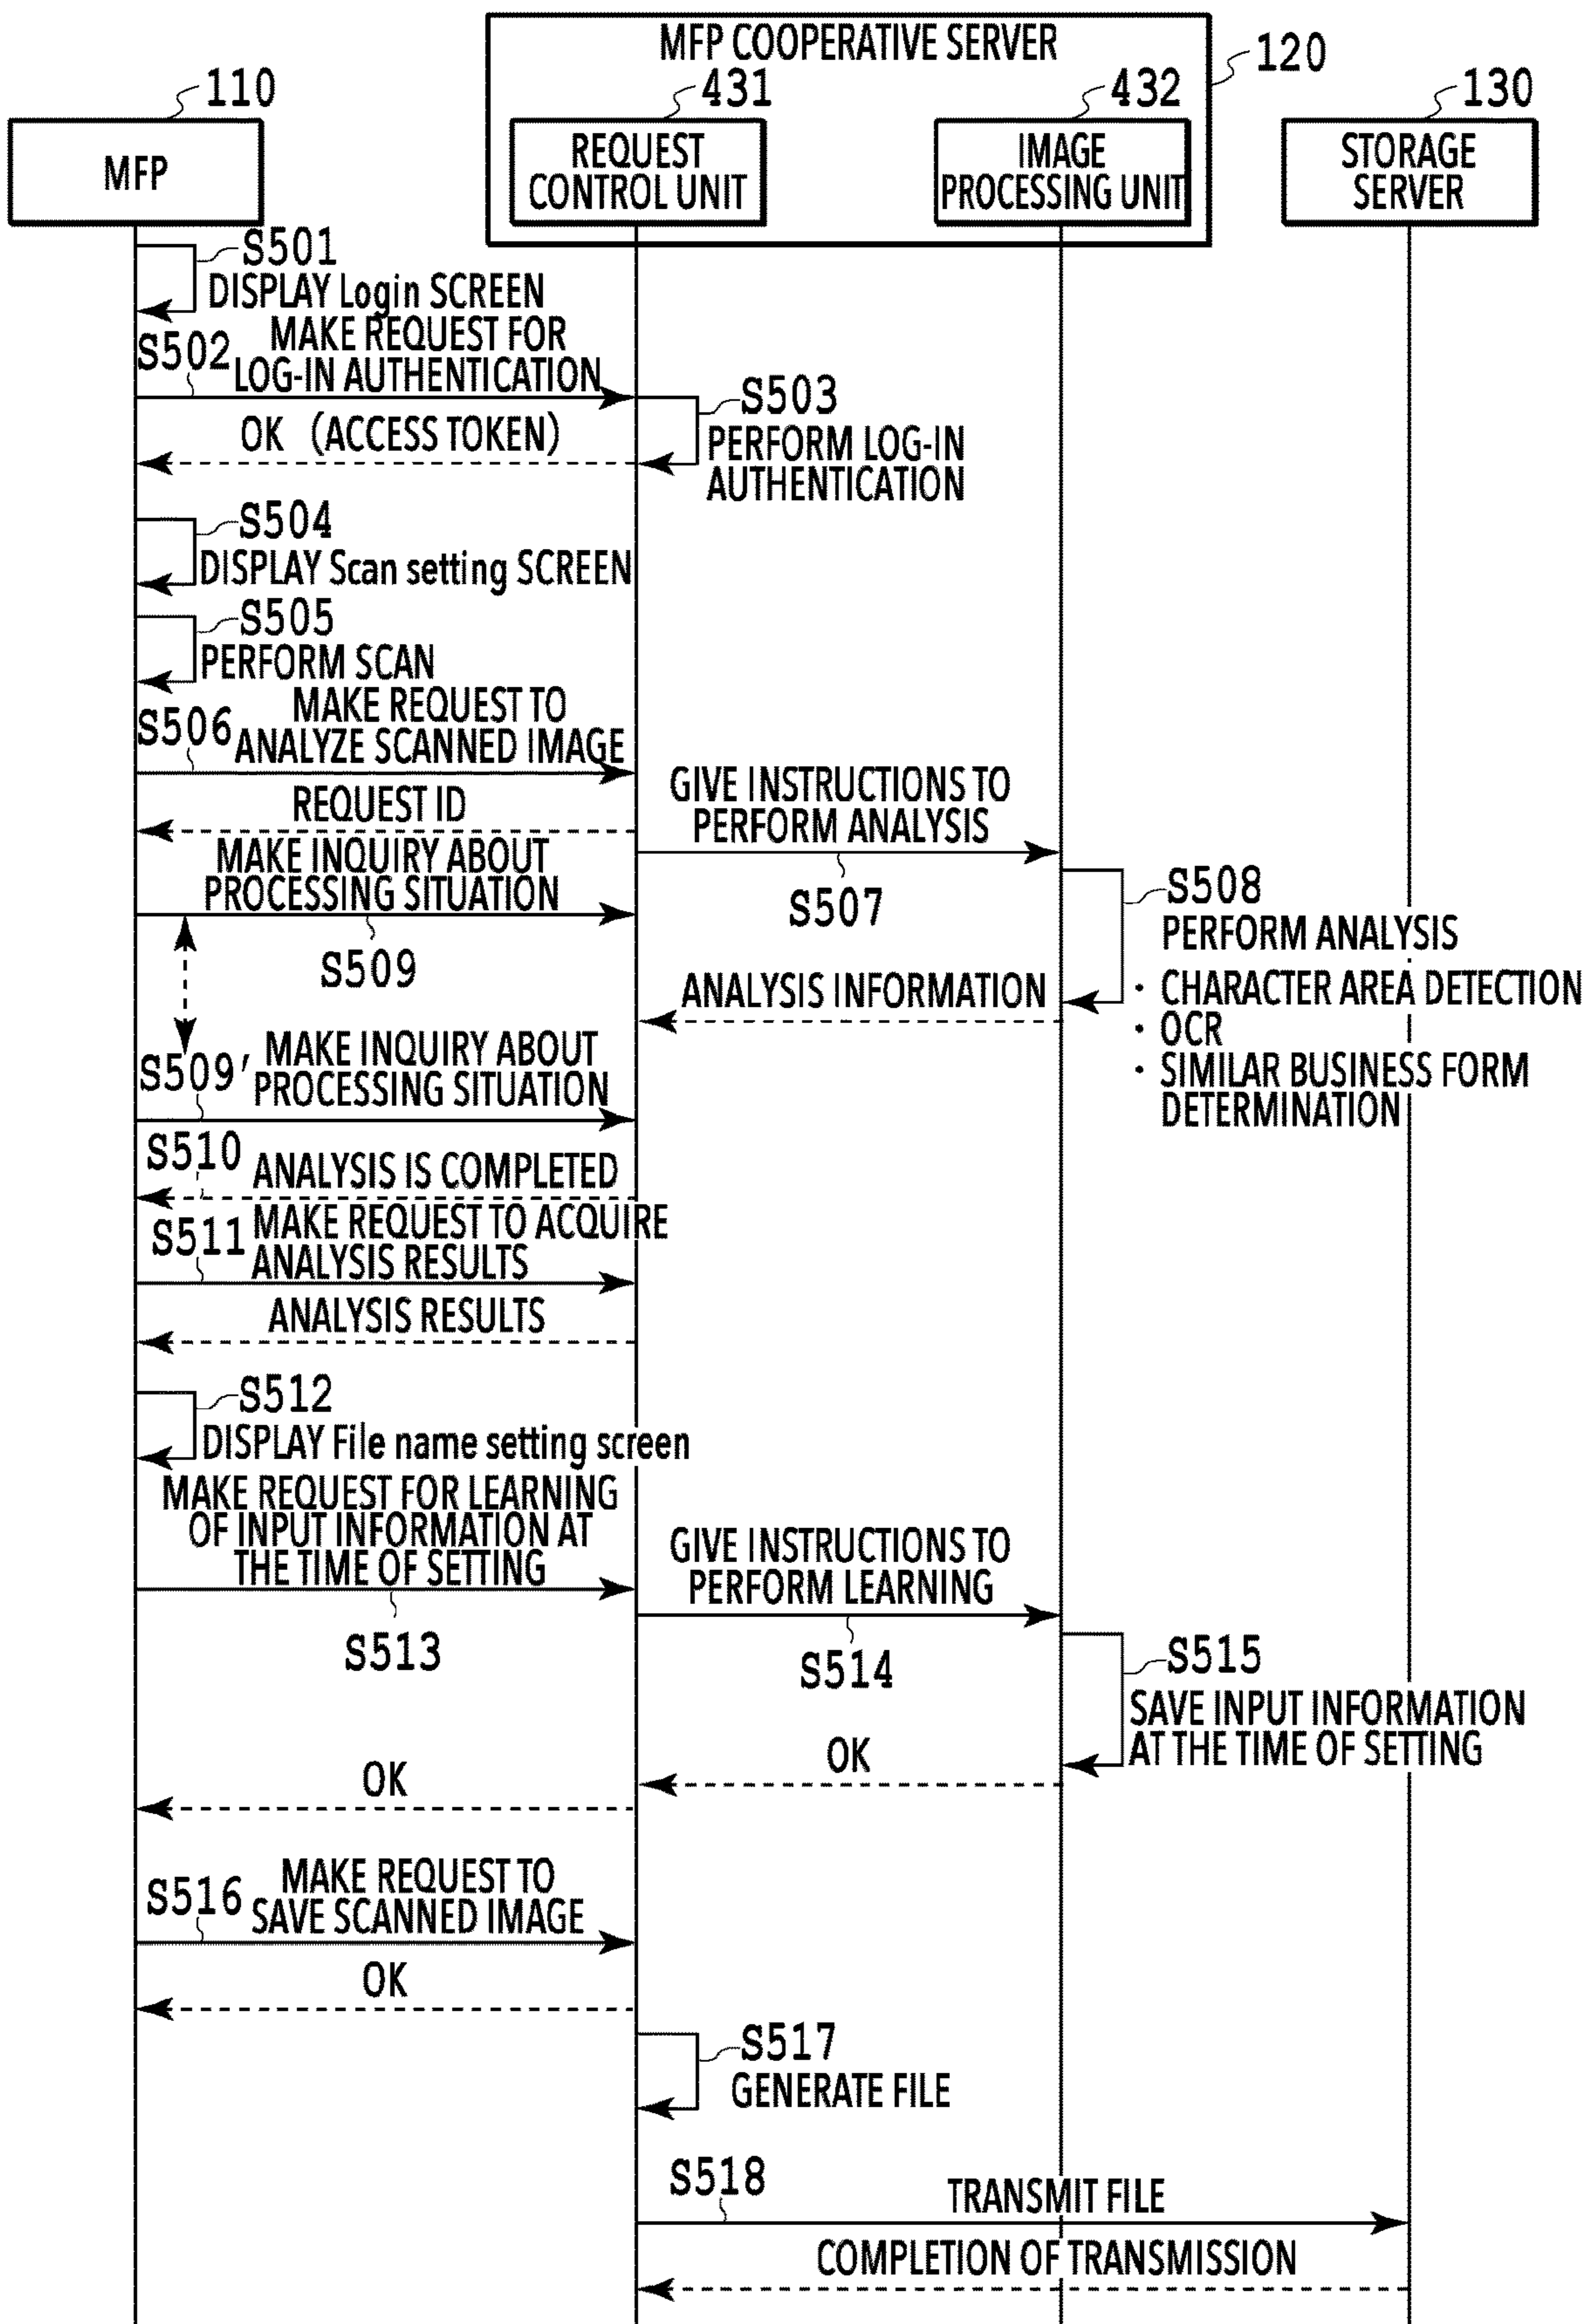 MFP COOPERATIVE SERVER
120
110
431
432
130
MFP
REQUEST
CONTROL UNIT
IMAGE
PROCESSING UNIT
STORAGE
SERVER
S501
DISPLAY Login SCREEN
S502
MAKE REQUEST FOR
LOG-IN AUTHENTICATION
S503
PERFORM LOG-IN
AUTHENTICATION
OK (ACCESS TOKEN)
S504
DISPLAY Scan setting SCREEN
S505
PERFORM SCAN
S506
MAKE REQUEST TO
ANALYZE SCANNED IMAGE
REQUEST ID
GIVE INSTRUCTIONS TO
PERFORM ANALYSIS
S507
MAKE INQUIRY ABOUT
PROCESSING SITUATION
S509
S508
PERFORM ANALYSIS
· CHARACTER AREA DETECTION
· OCR
· SIMILAR BUSINESS FORM
DETERMINATION
ANALYSIS INFORMATION
S509'
MAKE INQUIRY ABOUT
PROCESSING SITUATION
S510
ANALYSIS IS COMPLETED
S511
MAKE REQUEST TO ACQUIRE
ANALYSIS RESULTS
ANALYSIS RESULTS
S512
DISPLAY File name setting screen
MAKE REQUEST FOR LEARNING
OF INPUT INFORMATION AT
THE TIME OF SETTING
S513
GIVE INSTRUCTIONS TO
PERFORM LEARNING
S514
S515
SAVE INPUT INFORMATION
AT THE TIME OF SETTING
OK
OK
S516
MAKE REQUEST TO
SAVE SCANNED IMAGE
OK
S517
GENERATE FILE
S518
TRANSMIT FILE
COMPLETION OF TRANSMISSION